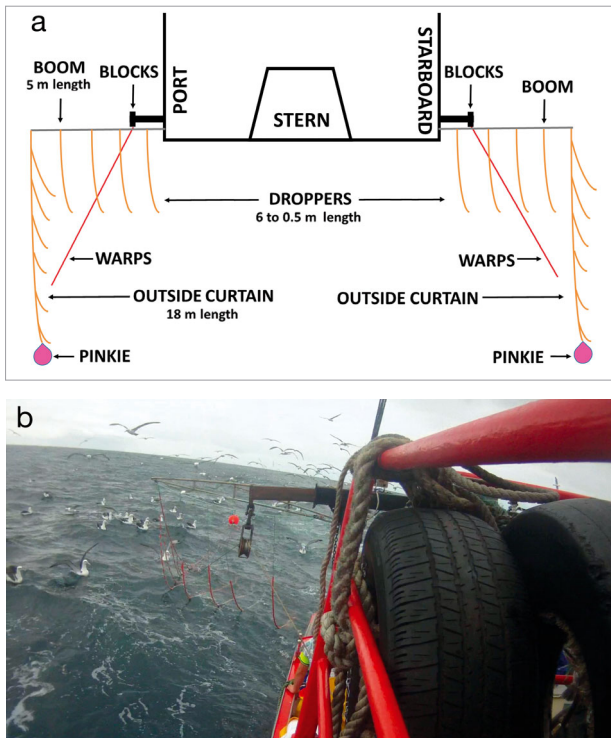 a
BOOM
5 m length
BLOCKS
PORT
STERN
STARBOARD
BLOCKS
BOOM
DROPPERS
6 to 0.5 m length
WARPS
WARPS
OUTSIDE CURTAIN
18 m length
OUTSIDE CURTAIN
PINKIE
PINKIE
b